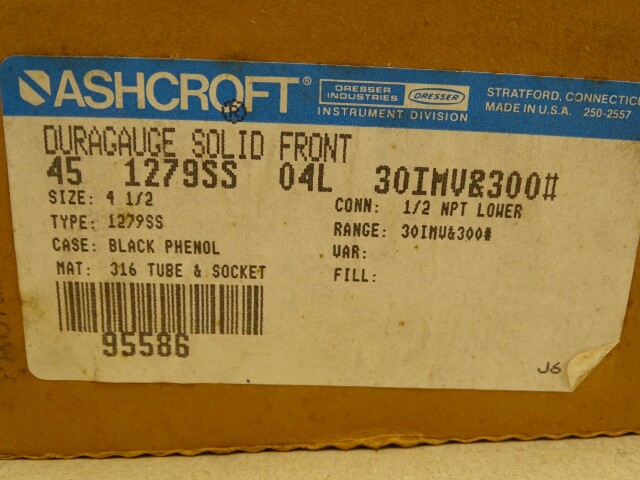 ASHCROFT®
DRESSER INDUSTRIES DRESSER
INSTRUMENT DIVISION
STRATFORD, CONNECTICU
MADE IN U.S.A. 250-2557
DURAGAUGE SOLID FRONT
45 1279SS 04L 30IMV&300#
SIZE: 4 1/2
TYPE: 1279SS
CASE: BLACK PHENOL
MAT: 316 TUBE & SOCKET
CONN: 1/2 NPT LOWER
RANGE: 30IMV&300#
VAR:
FILL:
95586
J6